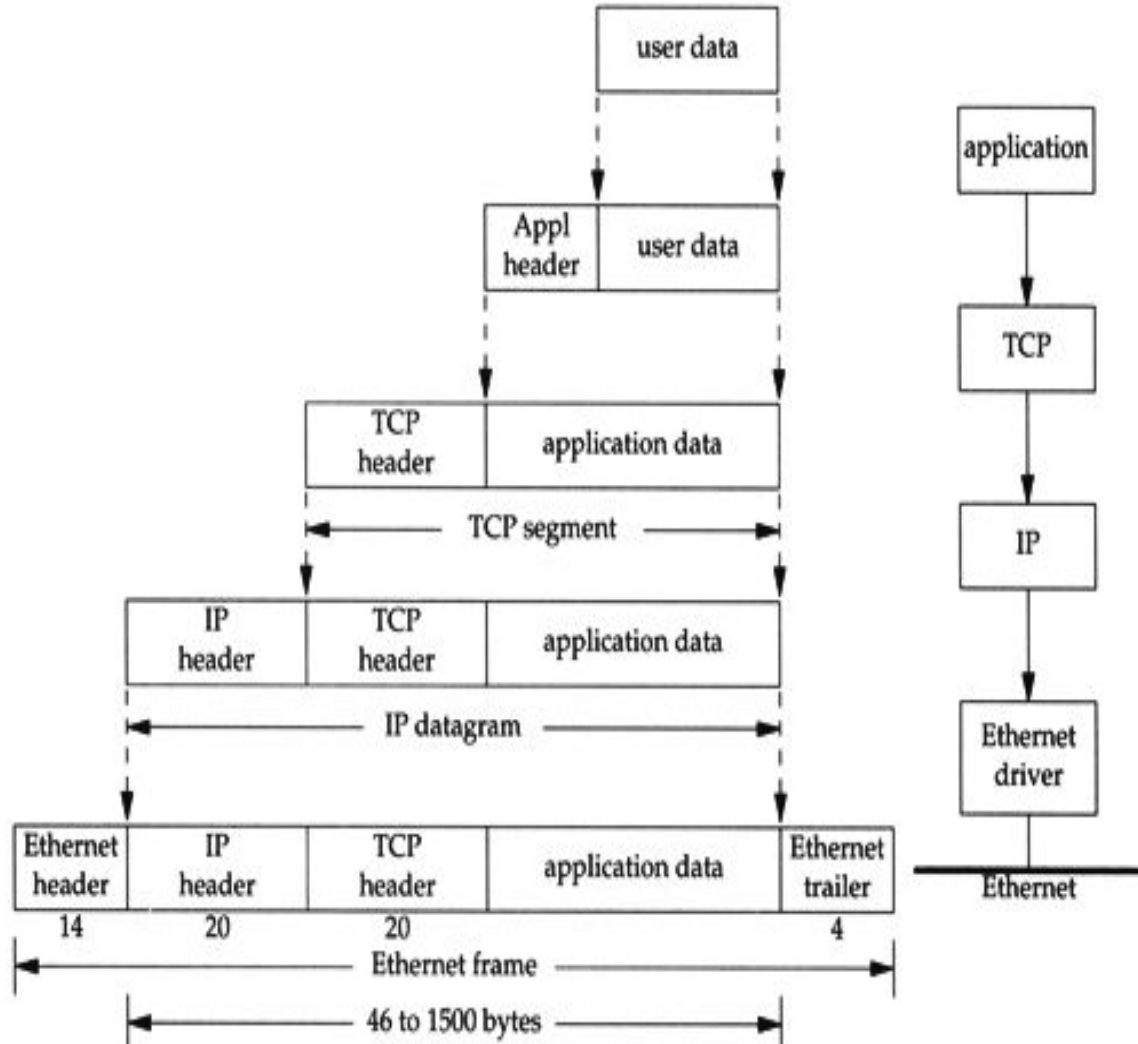 user data
application
Appl
header
user data
TCP
header
application data
TCP
TCP segment
IP
IP
header
TCP
header
application data
IP datagram
Ethernet
driver
Ethernet
header
IP
header
TCP
header
application data
Ethernet
trailer
Ethernet
14
20
20
4
Ethernet frame
46 to 1500 bytes